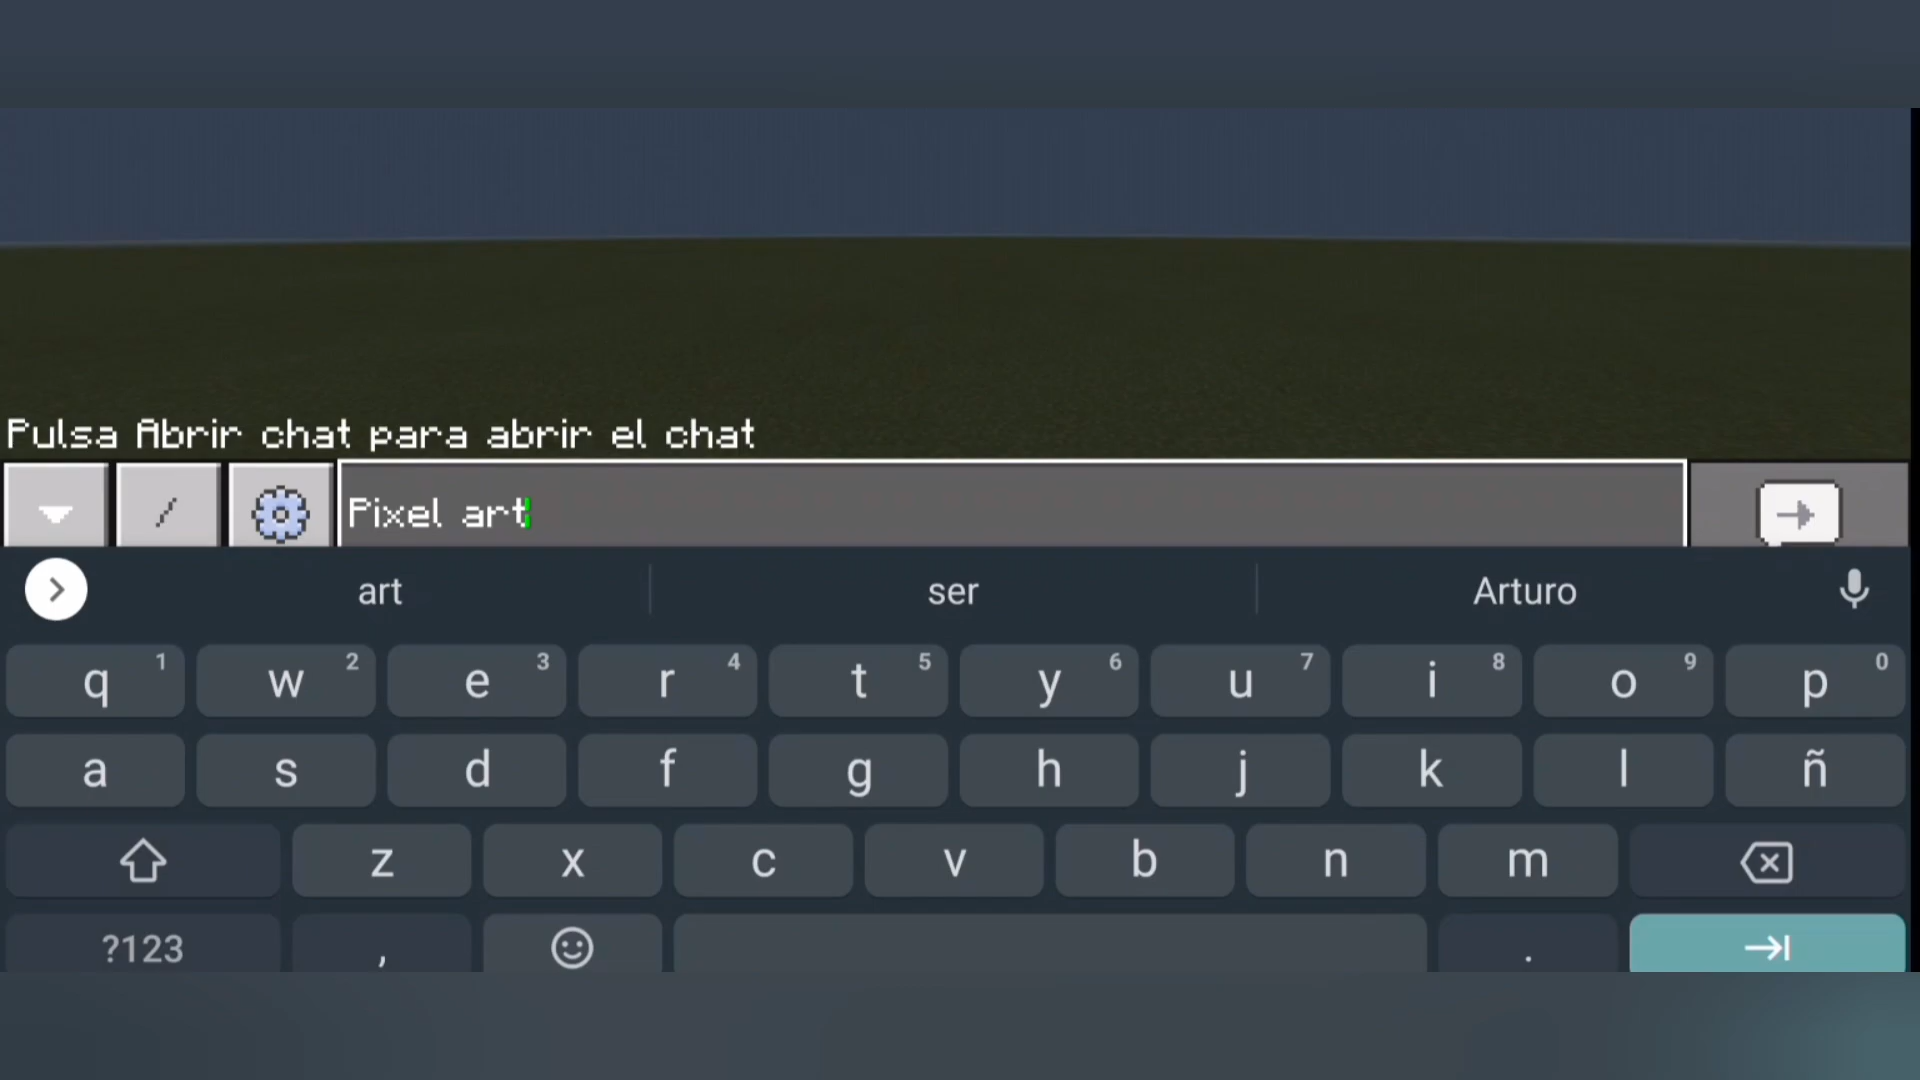 Pulsa Abrir chat para abrir el chat
/
Pixel art
art ser Arturo
q 1 w 2 e 3 r 4 t 5 y 6 u 7 i 8 o 9 p 0
a s d f g h j k l ñ
z x c v b n m
?123 , .